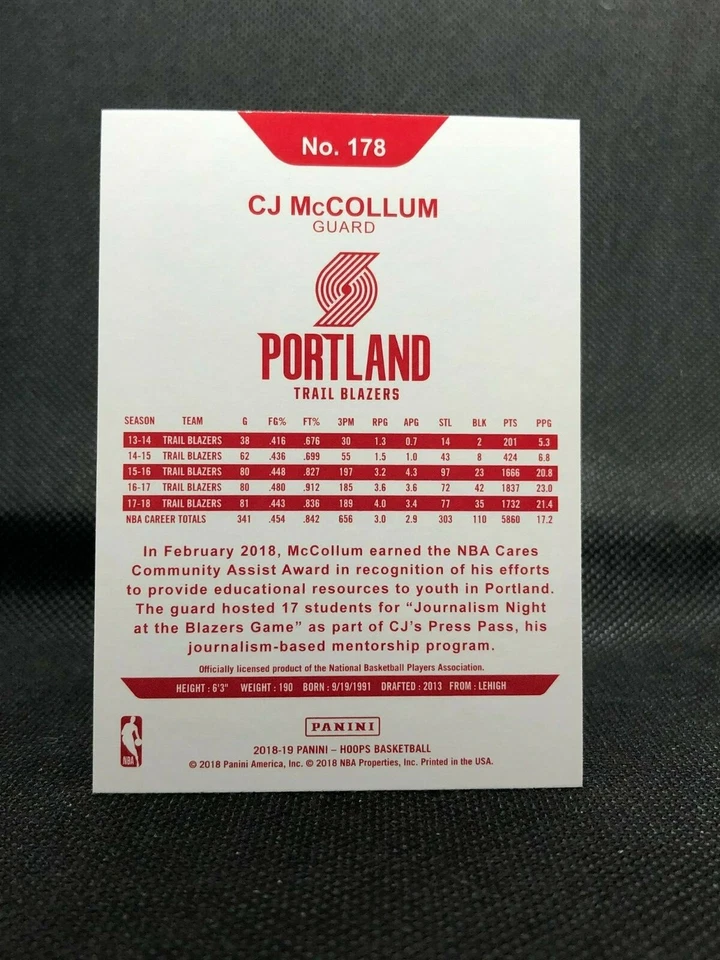 No. 178
CJ McCOLLUM
GUARD
PORTLAND
TRAIL BLAZERS
SEASON TEAM G FG% FT% 3PM RPG APG STL BLK PTS PPG
13-14 TRAIL BLAZERS 38 .416 .676 30 1.3 0.7 14 2 201 5.3
14-15 TRAIL BLAZERS 62 .436 .699 55 1.5 1.0 43 8 424 6.8
15-16 TRAIL BLAZERS 80 .448 .827 197 3.2 4.3 97 23 1666 20.8
16-17 TRAIL BLAZERS 80 .480 .912 185 3.6 3.6 72 42 1837 23.0
17-18 TRAIL BLAZERS 81 .443 .836 189 4.0 3.4 77 35 1732 21.4
NBA CAREER TOTALS 341 .454 .842 656 3.0 2.9 303 110 5860 17.2
In February 2018, McCollum earned the NBA Cares
Community Assist Award in recognition of his efforts
to provide educational resources to youth in Portland.
The guard hosted 17 students for “Journalism Night
at the Blazers Game” as part of CJ’s Press Pass, his
journalism-based mentorship program.
Officially licensed product of the National Basketball Players Association.
HEIGHT : 6'3" WEIGHT : 190 BORN : 9/19/1991 DRAFTED : 2013 FROM : LEHIGH
PANINI
NBA
2018-19 PANINI – HOOPS BASKETBALL
© 2018 Panini America, Inc. © 2018 NBA Properties, Inc. Printed in the USA.